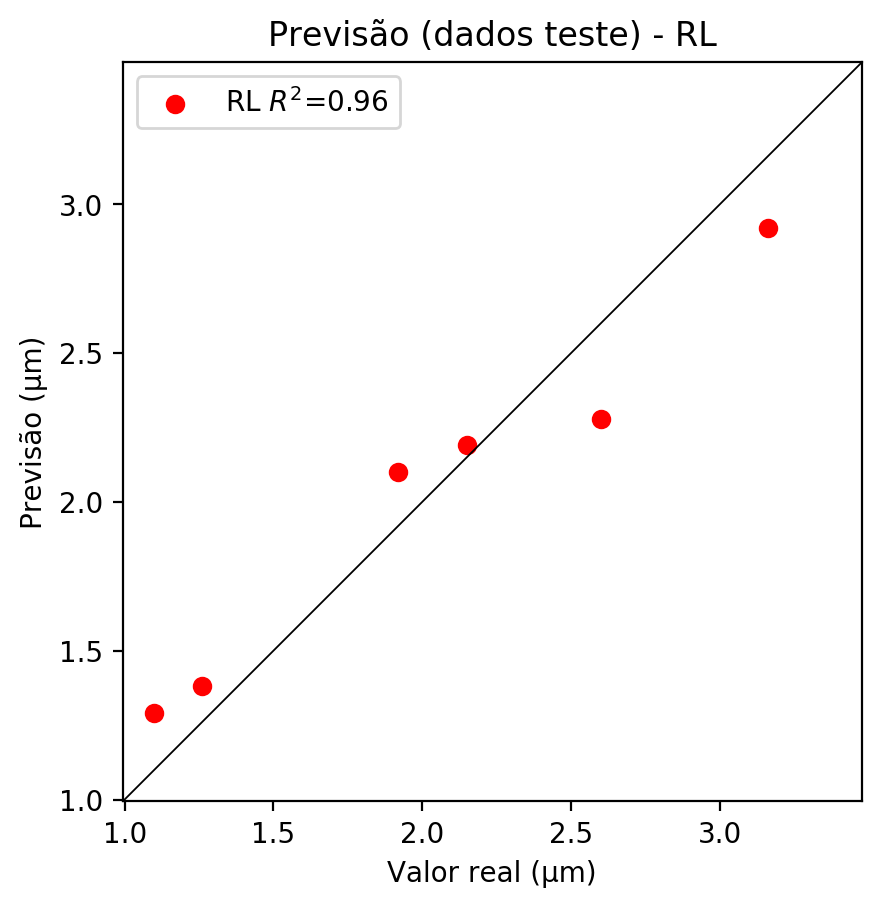 Previsão (dados teste) - RL
RL R²=0.96
3.0
2.5
2.0
1.5
1.0
Previsão (µm)
1.0 1.5 2.0 2.5 3.0
Valor real (µm)